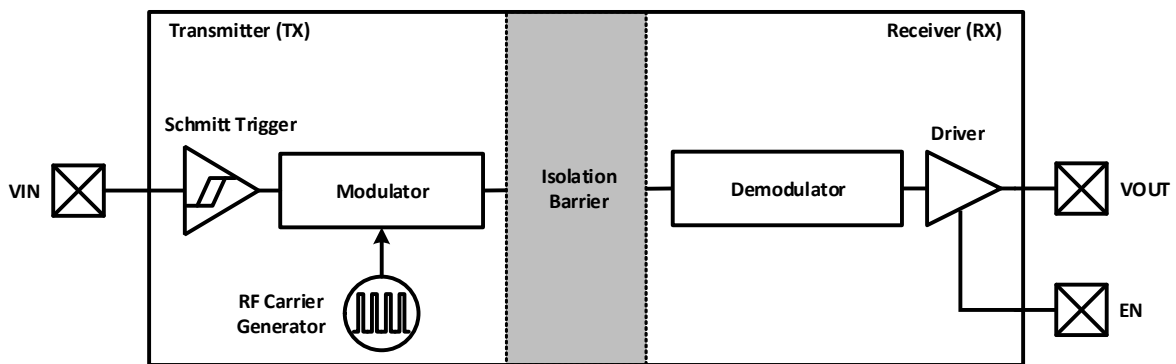 Transmitter (TX)
Receiver (RX)
Schmitt Trigger
Driver
VIN
Modulator
Isolation
Barrier
Demodulator
VOUT
RF Carrier
Generator
EN